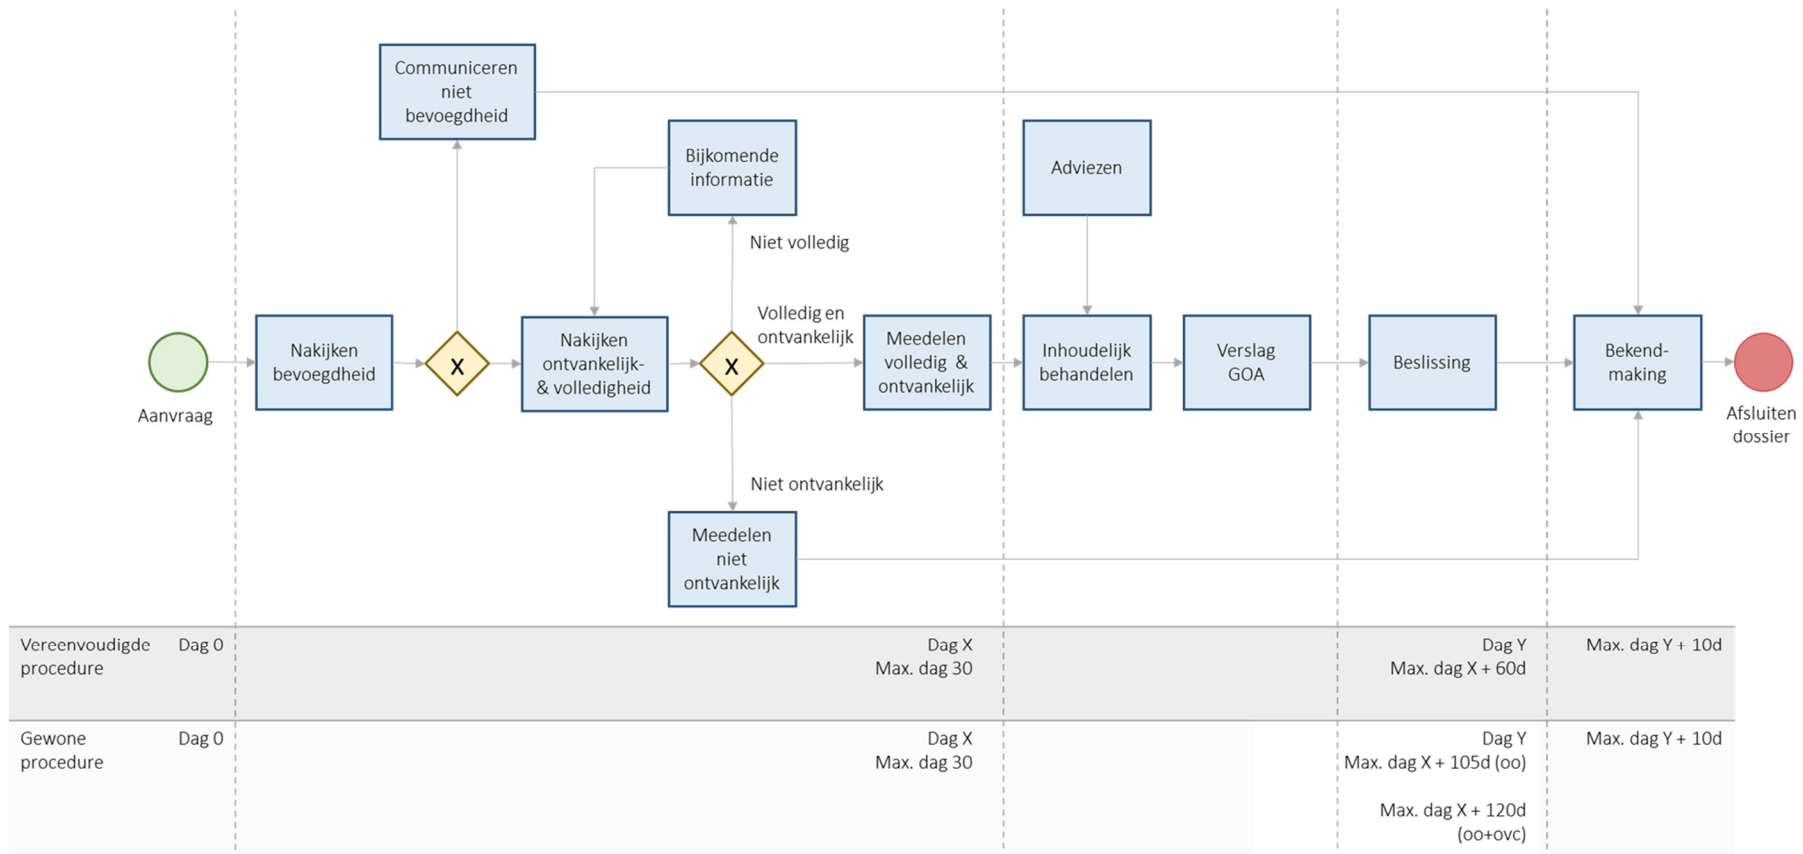 Communiceren
niet
bevoegdheid
Bijkomende
informatie
Adviezen
Niet volledig
Volledig en
ontvankelijk
Aanvraag
Nakijken
bevoegdheid
X
Nakijken
ontvankelijk-
& volledigheid
X
Meedelen
volledig &
ontvankelijk
Inhoudelijk
behandelen
Verslag
GOA
Beslissing
Bekend-
making
Afsluiten
dossier
Niet ontvankelijk
Meedelen
niet
ontvankelijk
Vereenvoudigde
procedure
Dag 0
Dag X
Max. dag 30
Dag Y
Max. dag X + 60d
Max. dag Y + 10d
Gewone
procedure
Dag 0
Dag X
Max. dag 30
Dag Y
Max. dag X + 105d (oo)
Max. dag X + 120d
(oo+ovc)
Max. dag Y + 10d